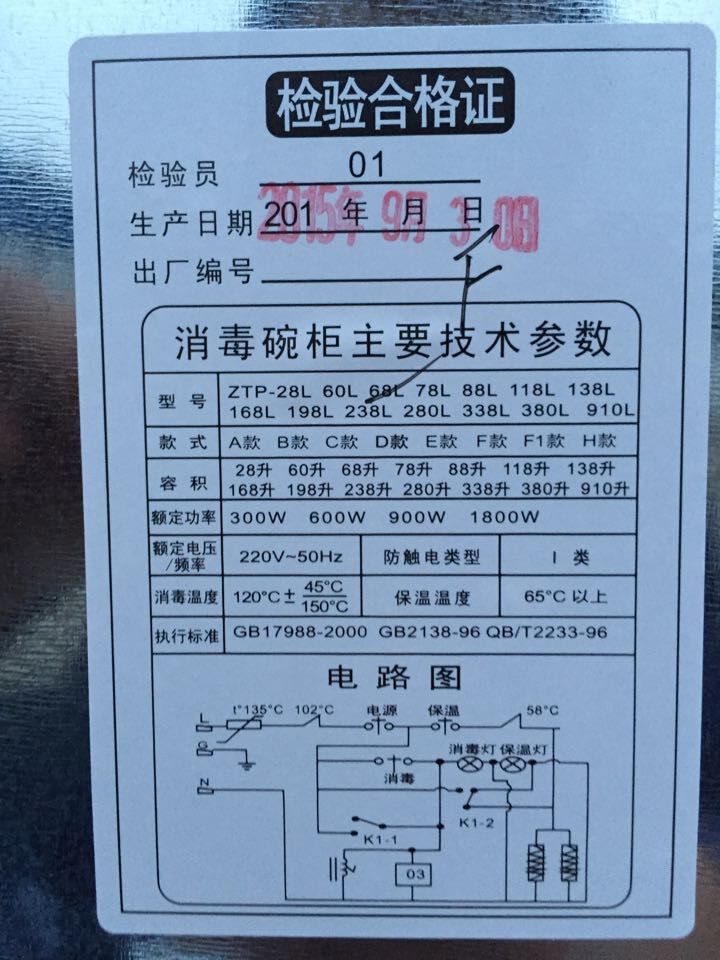 检验合格证
检验员 01
生产日期 201 年 月 日
2015年9月30日
出厂编号
消毒碗柜主要技术参数
型号 ZTP-28L 60L 68L 78L 88L 118L 138L
168L 198L 238L 280L 338L 380L 910L
款式 A款 B款 C款 D款 E款 F款 F1款 H款
容积 28升 60升 68升 78升 88升 118升 138升
168升 198升 238升 280升 338升 380升 910升
额定功率 300W 600W 900W 1800W
额定电压/频率 220V~50Hz 防触电类型 I 类
消毒温度 120°C± 45°C/150°C 保温温度 65°C以上
执行标准 GB17988-2000 GB2138-96 QB/T2233-96
电路图
L t°135°C 102°C 电源 保温 58°C
G 消毒灯 保温灯
消毒
N
K1-2
K1-1
03